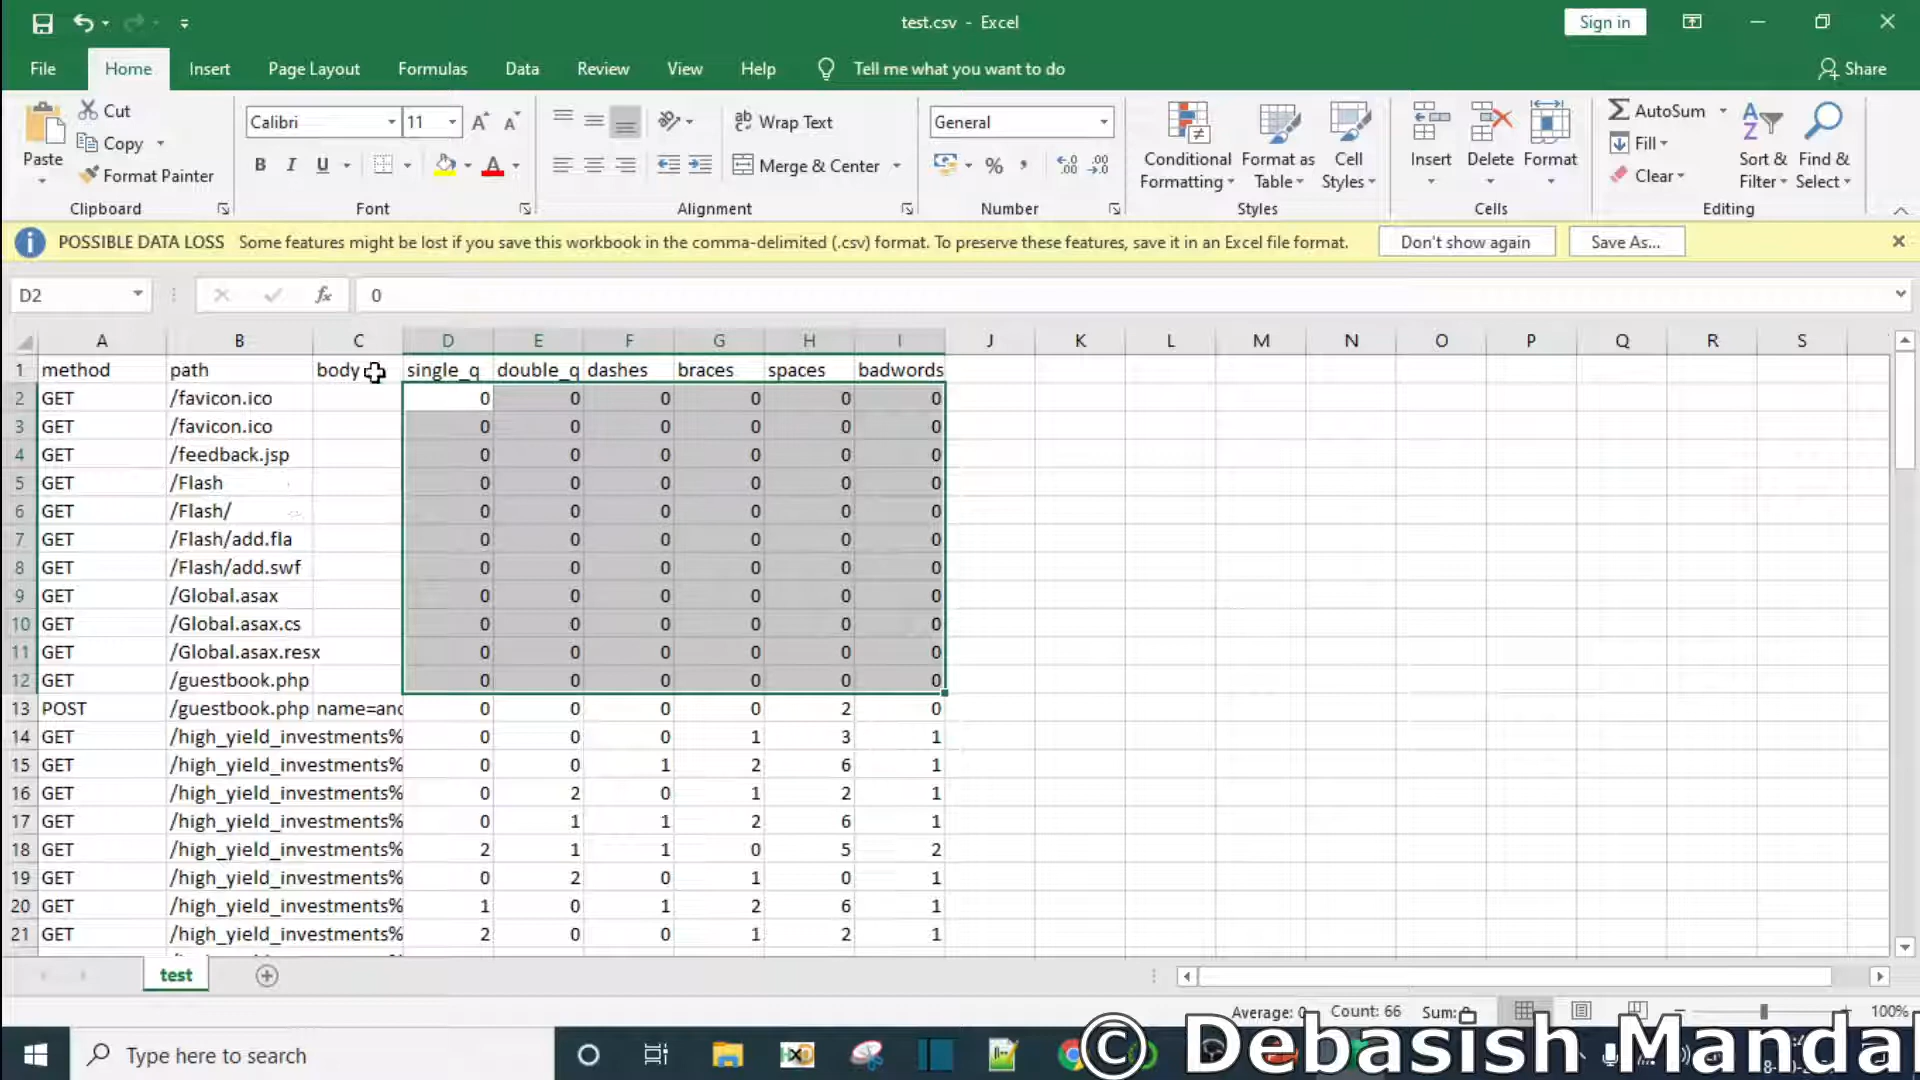 test.csv - Excel
Sign in
File Home Insert Page Layout Formulas Data Review View Help Tell me what you want to do Share
Paste
Cut
Copy
Format Painter
Clipboard
Calibri 11
B I U
Font
Wrap Text
Merge & Center
Alignment
General
Number
Conditional Formatting
Format as Table
Cell Styles
Styles
Insert
Delete
Format
Cells
AutoSum
Fill
Clear
Sort & Filter
Find & Select
Editing
POSSIBLE DATA LOSS Some features might be lost if you save this workbook in the comma-delimited (.csv) format. To preserve these features, save it in an Excel file format. Don't show again Save As...
D2 fx 0
A B C D E F G H I J K L M N O P Q R S
1 method path body single_q double_q dashes braces spaces badwords
2 GET /favicon.ico 0 0 0 0 0 0
3 GET /favicon.ico 0 0 0 0 0 0
4 GET /feedback.jsp 0 0 0 0 0 0
5 GET /Flash 0 0 0 0 0 0
6 GET /Flash/ 0 0 0 0 0 0
7 GET /Flash/add.fla 0 0 0 0 0 0
8 GET /Flash/add.swf 0 0 0 0 0 0
9 GET /Global.asax 0 0 0 0 0 0
10 GET /Global.asax.cs 0 0 0 0 0 0
11 GET /Global.asax.resx 0 0 0 0 0 0
12 GET /guestbook.php 0 0 0 0 0 0
13 POST /guestbook.php name=anc 0 0 0 0 2 0
14 GET /high_yield_investments% 0 0 0 1 3 1
15 GET /high_yield_investments% 0 0 1 2 6 1
16 GET /high_yield_investments% 0 2 0 1 2 1
17 GET /high_yield_investments% 0 1 1 2 6 1
18 GET /high_yield_investments% 2 1 1 0 5 2
19 GET /high_yield_investments% 0 2 0 1 0 1
20 GET /high_yield_investments% 1 0 1 2 6 1
21 GET /high_yield_investments% 2 0 0 1 2 1
test
Average: 0 Count: 66 Sum: 0 100%
Type here to search
© Debasish Mandal